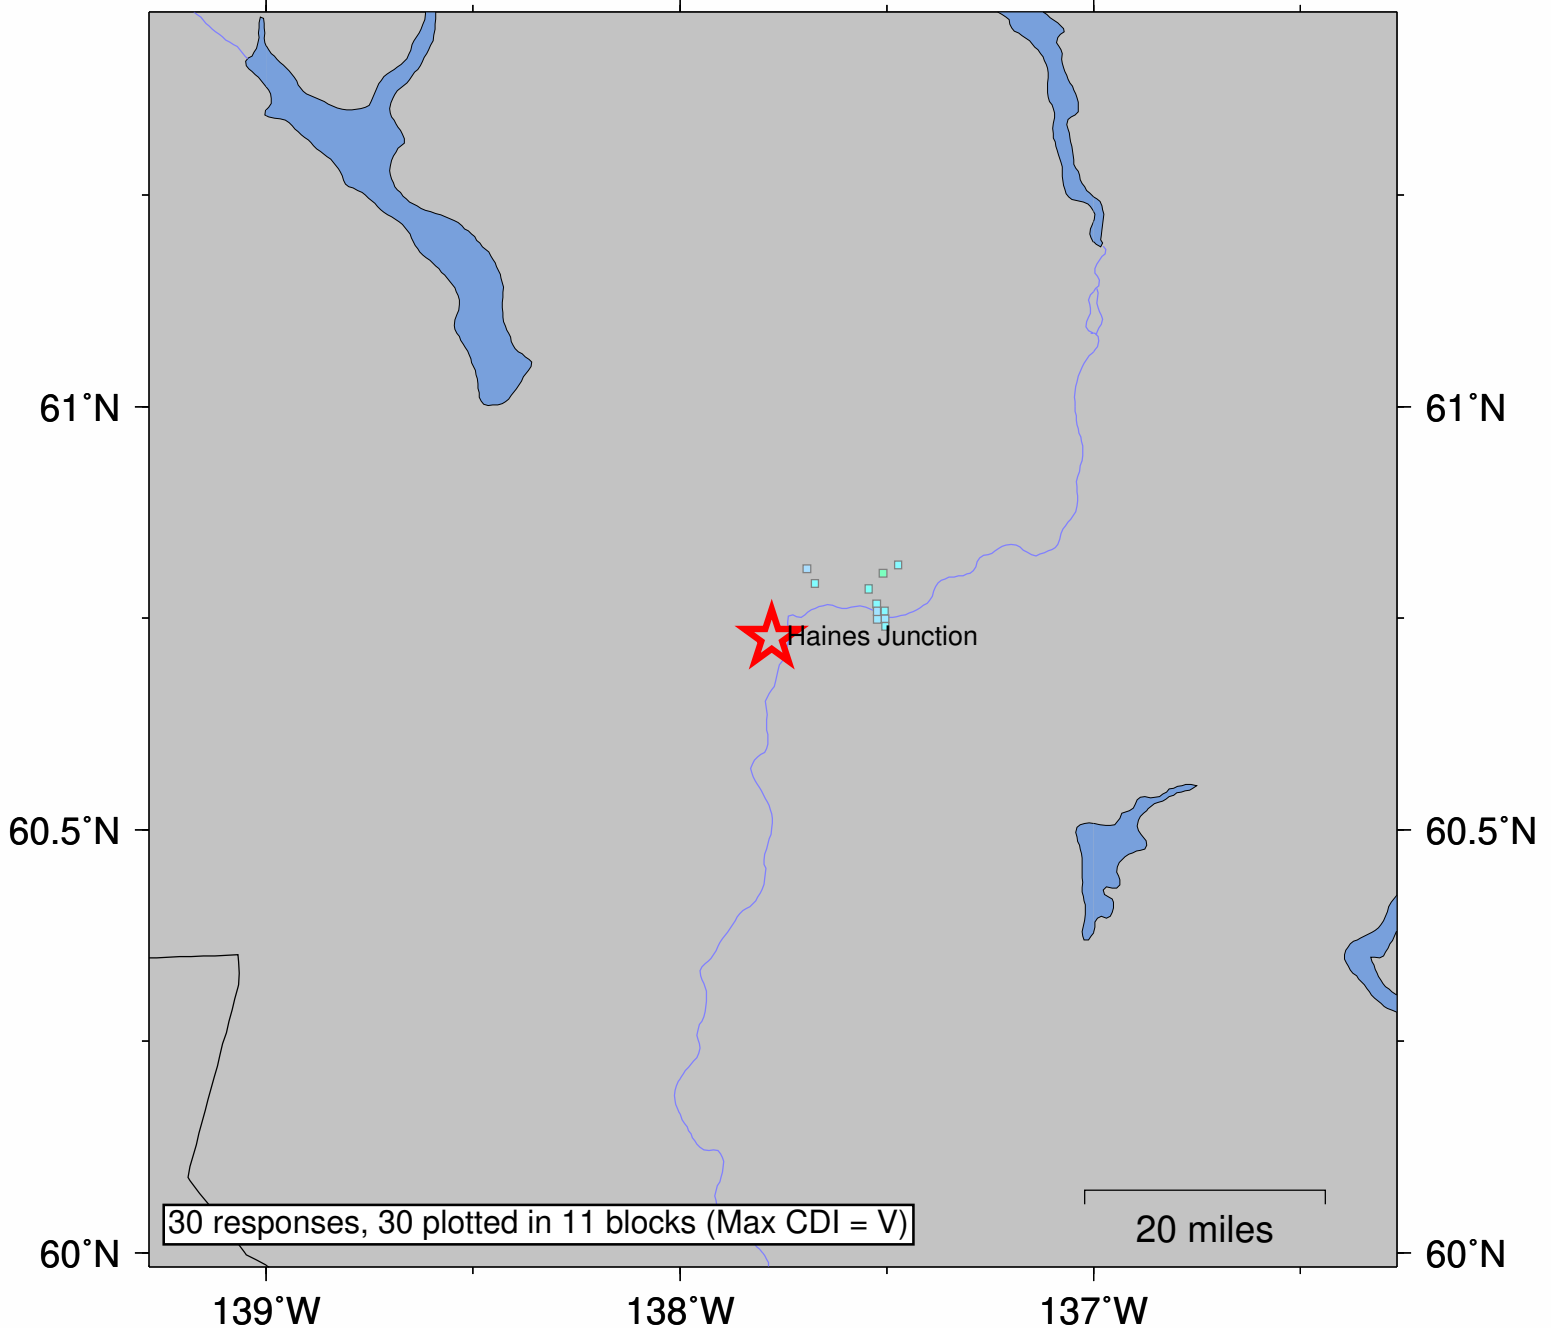 61˚N
61˚N
Haines Junction
60.5˚N
60.5˚N
30 responses, 30 plotted in 11 blocks (Max CDI = V)
20 miles
60˚N
60˚N
139˚W
138˚W
137˚W